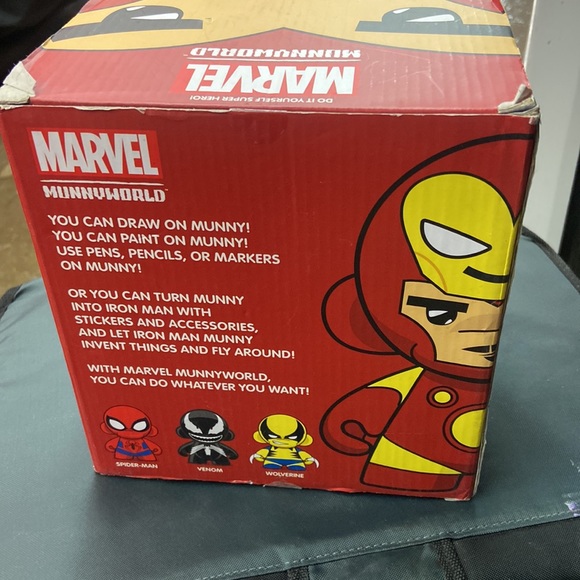 DO IT YOURSELF SUPER HERO!
MARVEL
MUNNYWORLD
MARVEL
MUNNYWORLD
YOU CAN DRAW ON MUNNY!
YOU CAN PAINT ON MUNNY!
USE PENS, PENCILS, OR MARKERS
ON MUNNY!
OR YOU CAN TURN MUNNY
INTO IRON MAN WITH
STICKERS AND ACCESSORIES,
AND LET IRON MAN MUNNY
INVENT THINGS AND FLY AROUND!
WITH MARVEL MUNNYWORLD,
YOU CAN DO WHATEVER YOU WANT!
SPIDER-MAN
VENOM
WOLVERINE